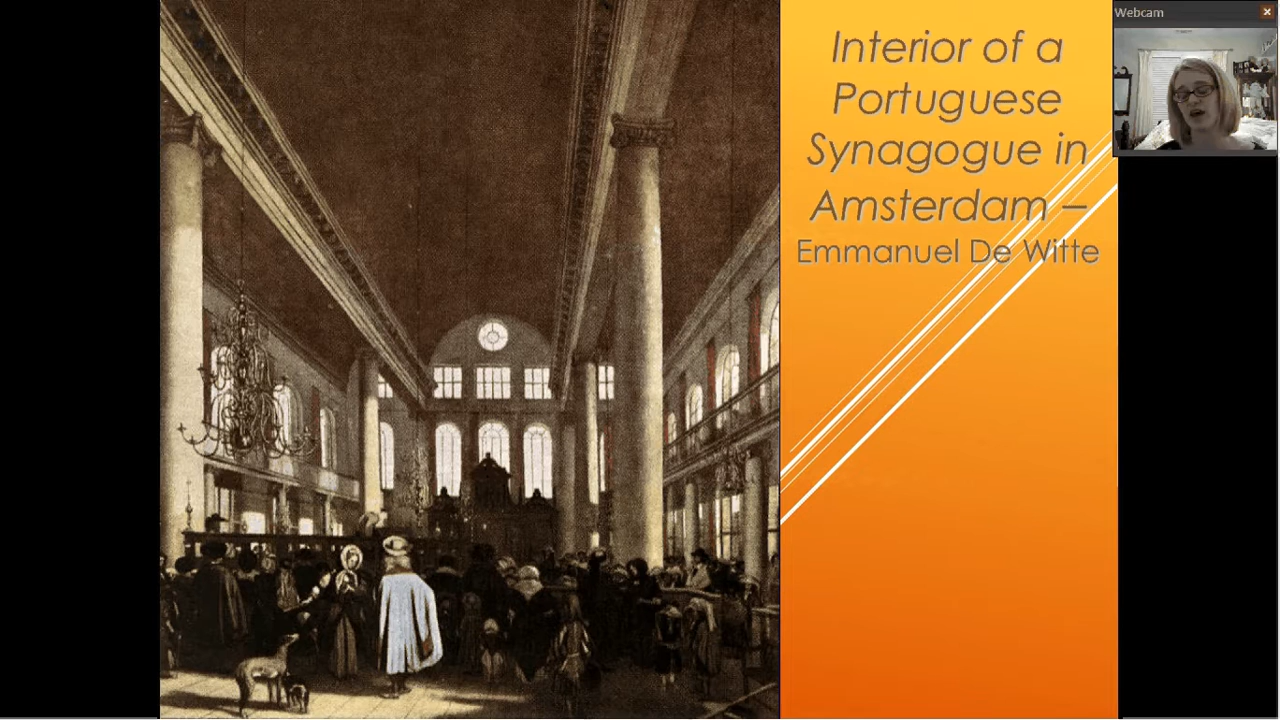 Interior of a
Portuguese
Synagogue in
Amsterdam –
Emmanuel De Witte
Webcam